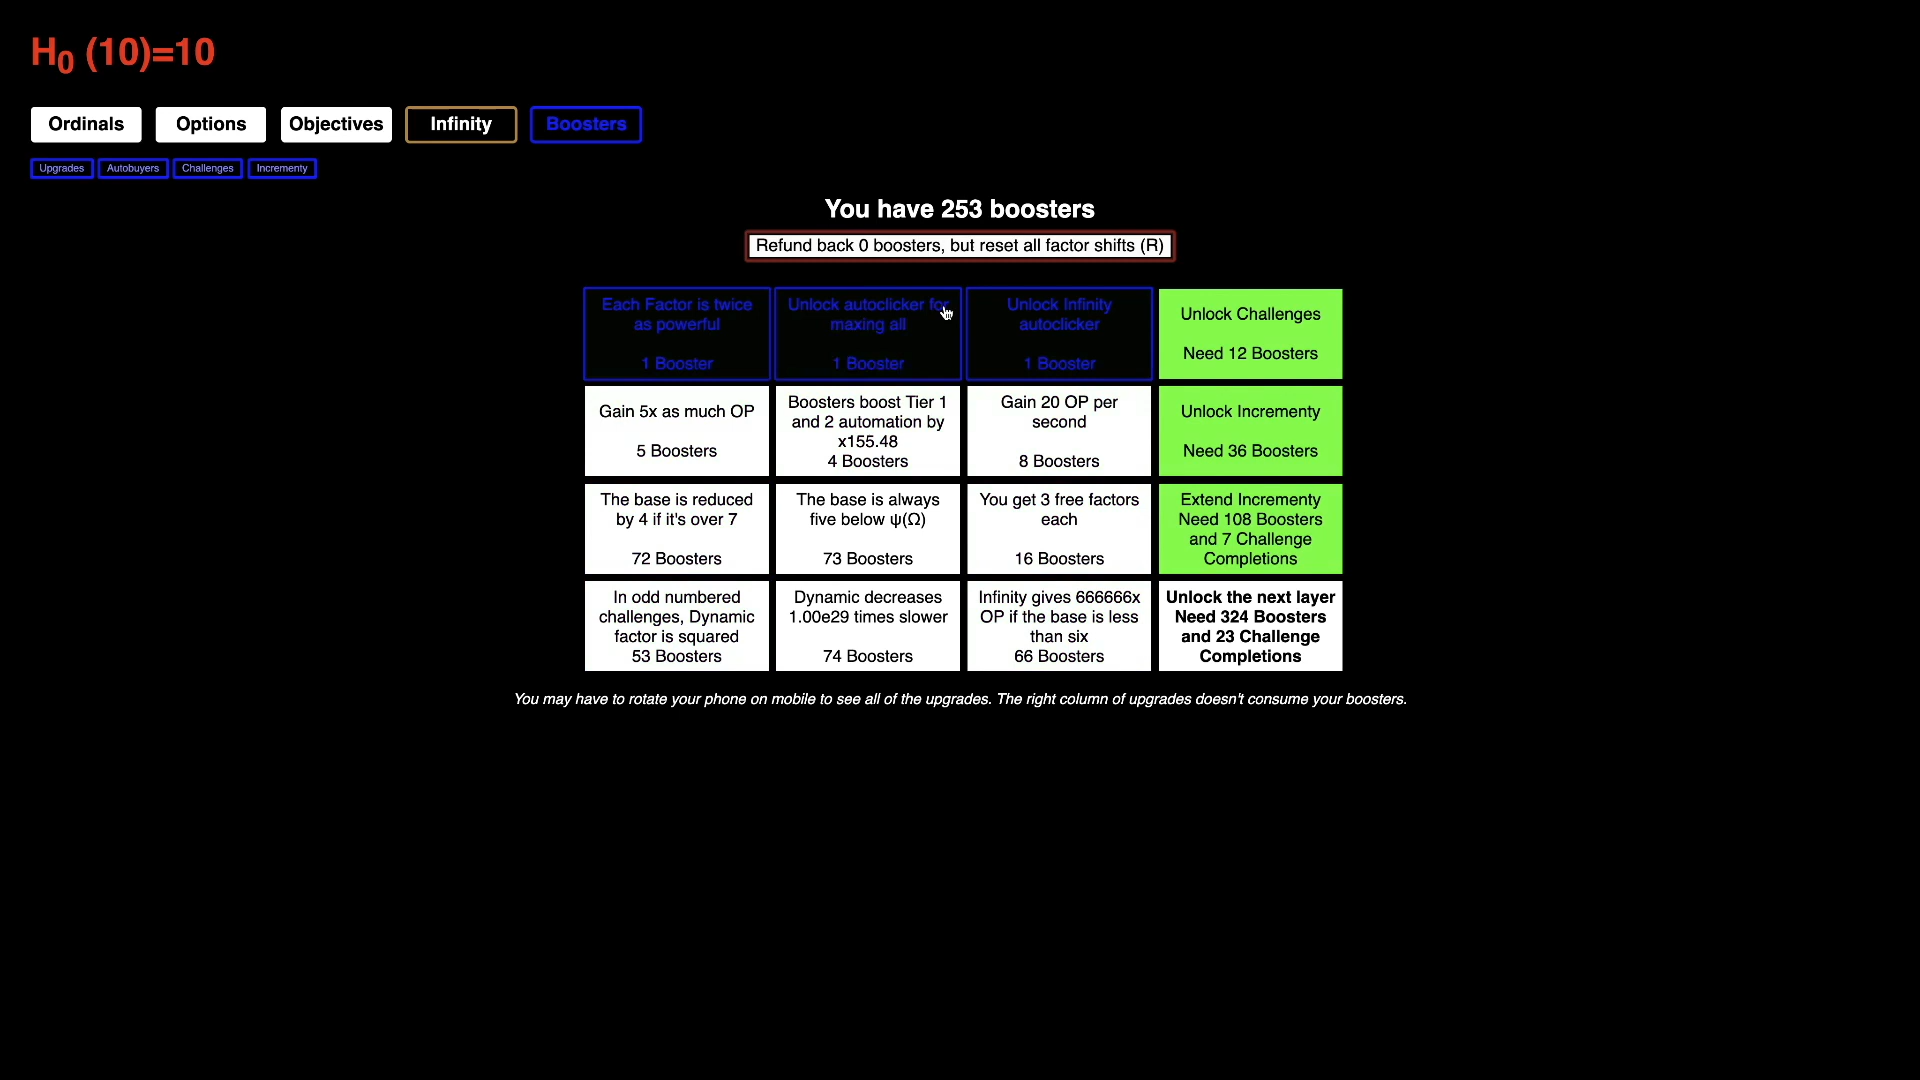 H₀ (10)=10
Ordinals
Options
Objectives
Infinity
Boosters
Upgrades
Autobuyers
Challenges
Incrementy
You have 253 boosters
Refund back 0 boosters, but reset all factor shifts (R)
Each Factor is twice
as powerful
1 Booster
Unlock autoclicker for
maxing all
1 Booster
Unlock Infinity
autoclicker
1 Booster
Unlock Challenges
Need 12 Boosters
Gain 5x as much OP
5 Boosters
Boosters boost Tier 1
and 2 automation by
x155.48
4 Boosters
Gain 20 OP per
second
8 Boosters
Unlock Incrementy
Need 36 Boosters
The base is reduced
by 4 if it's over 7
72 Boosters
The base is always
five below ψ(Ω)
73 Boosters
You get 3 free factors
each
16 Boosters
Extend Incrementy
Need 108 Boosters
and 7 Challenge
Completions
In odd numbered
challenges, Dynamic
factor is squared
53 Boosters
Dynamic decreases
1.00e29 times slower
74 Boosters
Infinity gives 666666x
OP if the base is less
than six
66 Boosters
Unlock the next layer
Need 324 Boosters
and 23 Challenge
Completions
You may have to rotate your phone on mobile to see all of the upgrades. The right column of upgrades doesn't consume your boosters.